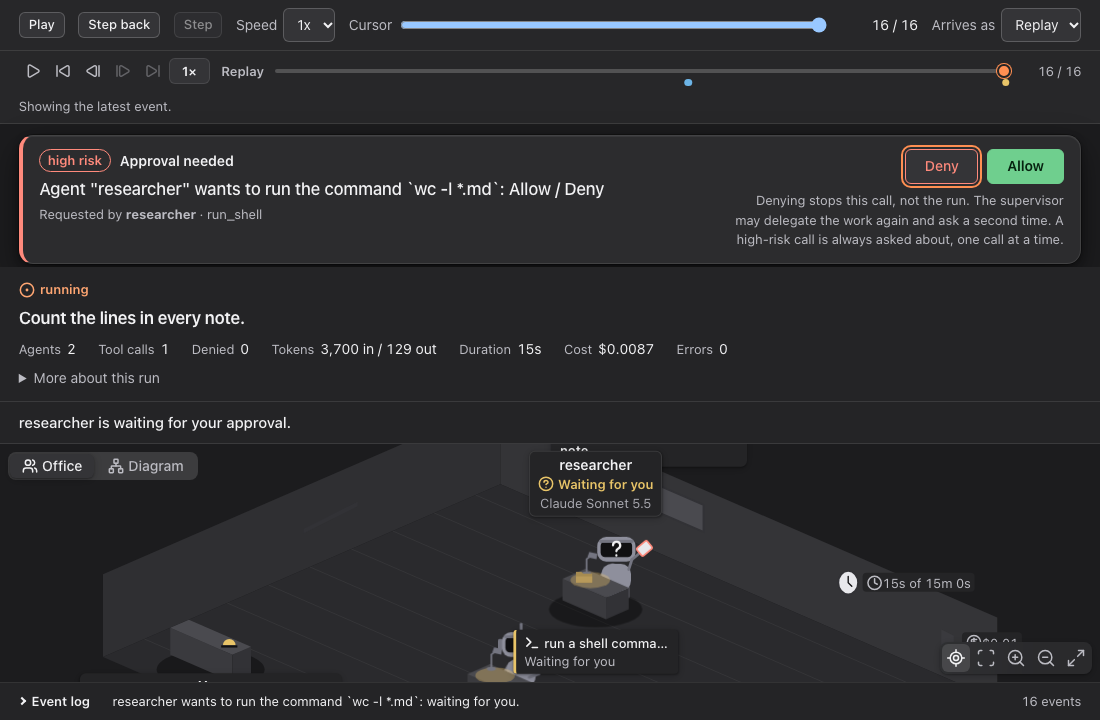 Play Step back Step Speed 1x Cursor 16 / 16 Arrives as Replay
1× Replay 16 / 16
Showing the latest event.
high risk Approval needed
Agent "researcher" wants to run the command `wc -l *.md`: Allow / Deny
Requested by researcher · run_shell
Deny Allow
Denying stops this call, not the run. The supervisor
may delegate the work again and ask a second time. A
high-risk call is always asked about, one call at a time.
running
Count the lines in every note.
Agents 2 Tool calls 1 Denied 0 Tokens 3,700 in / 129 out Duration 15s Cost $0.0087 Errors 0
More about this run
researcher is waiting for your approval.
Office Diagram
researcher
? Waiting for you
Claude Sonnet 5.5
?
15s of 15m 0s
run a shell comma...
Waiting for you
Event log researcher wants to run the command `wc -l *.md`: waiting for you. 16 events